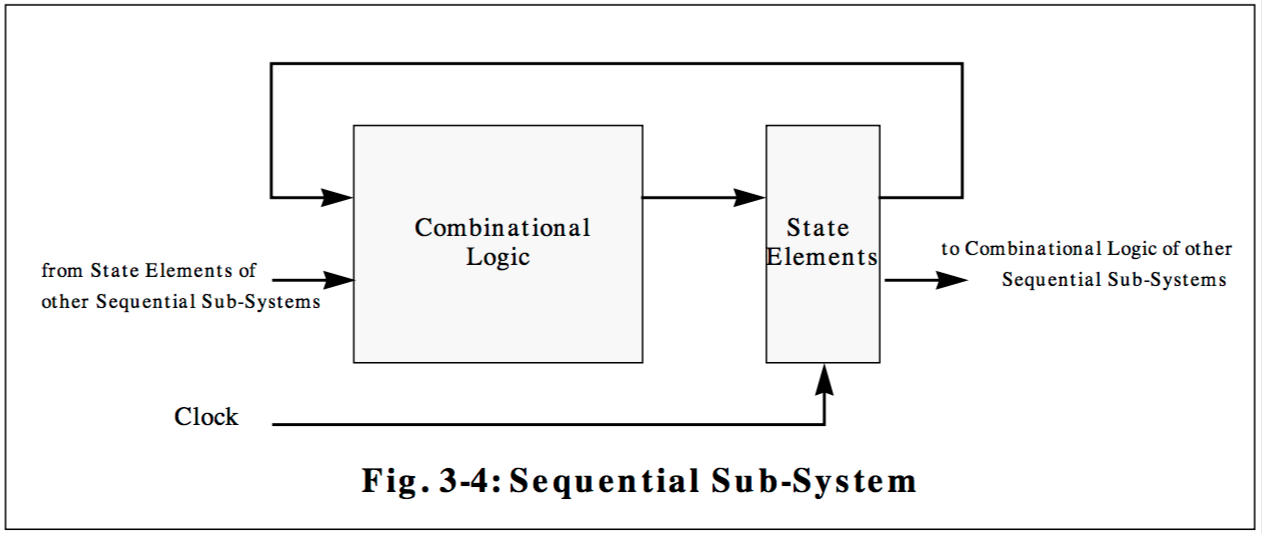 Combinational
Logic
State
Elements
from State Elements of
other Sequential Sub-Systems
to Combinational Logic of other
Sequential Sub-Systems
Clock
Fig. 3-4: Sequential Sub-System